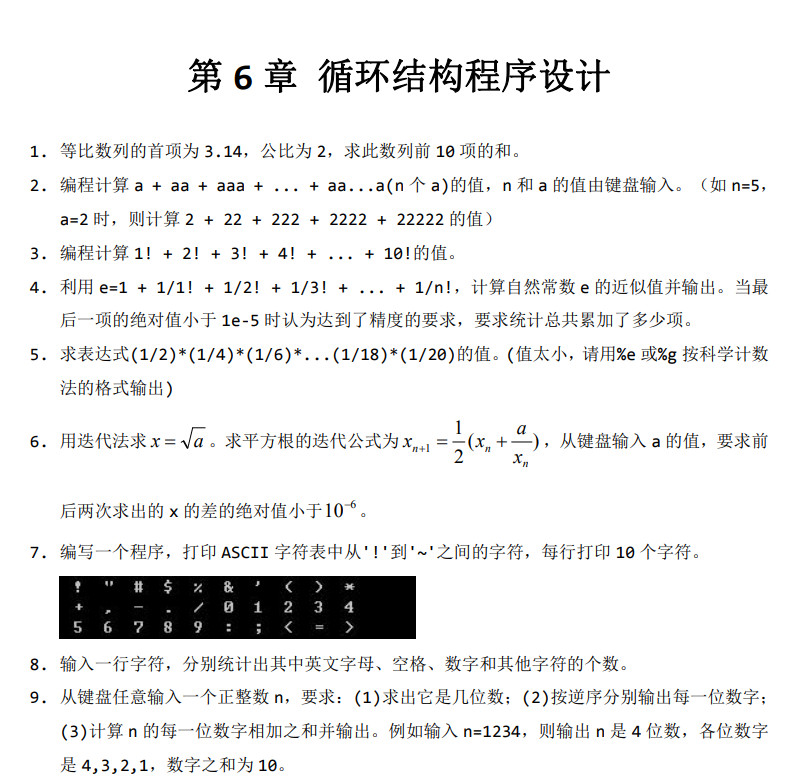 第 6 章 循环结构程序设计
1. 等比数列的首项为 3.14，公比为 2，求此数列前 10 项的和。
2. 编程计算 a + aa + aaa + ... + aa...a(n 个 a)的值，n 和 a 的值由键盘输入。（如 n=5，
a=2 时，则计算 2 + 22 + 222 + 2222 + 22222 的值）
3. 编程计算 1! + 2! + 3! + 4! + ... + 10!的值。
4. 利用 e=1 + 1/1! + 1/2! + 1/3! + ... + 1/n!，计算自然常数 e 的近似值并输出。当最
后一项的绝对值小于 1e-5 时认为达到了精度的要求，要求统计总共累加了多少项。
5. 求表达式(1/2)*(1/4)*(1/6)*...(1/18)*(1/20)的值。(值太小，请用%e 或%g 按科学计数
法的格式输出)
6. 用迭代法求 x = √a 。求平方根的迭代公式为 xₙ₊₁ = 1/2(xₙ + a/xₙ)，从键盘输入 a 的值，要求前
后两次求出的 x 的差的绝对值小于10⁻⁶。
7. 编写一个程序，打印 ASCII 字符表中从'!'到'~'之间的字符，每行打印 10 个字符。
! " # $ % & ' ( ) *
+ , - . / 0 1 2 3 4
5 6 7 8 9 : ; < = >
8. 输入一行字符，分别统计出其中英文字母、空格、数字和其他字符的个数。
9. 从键盘任意输入一个正整数 n，要求：(1)求出它是几位数；(2)按逆序分别输出每一位数字；
(3)计算 n 的每一位数字相加之和并输出。例如输入 n=1234，则输出 n 是 4 位数，各位数字
是 4,3,2,1，数字之和为 10。